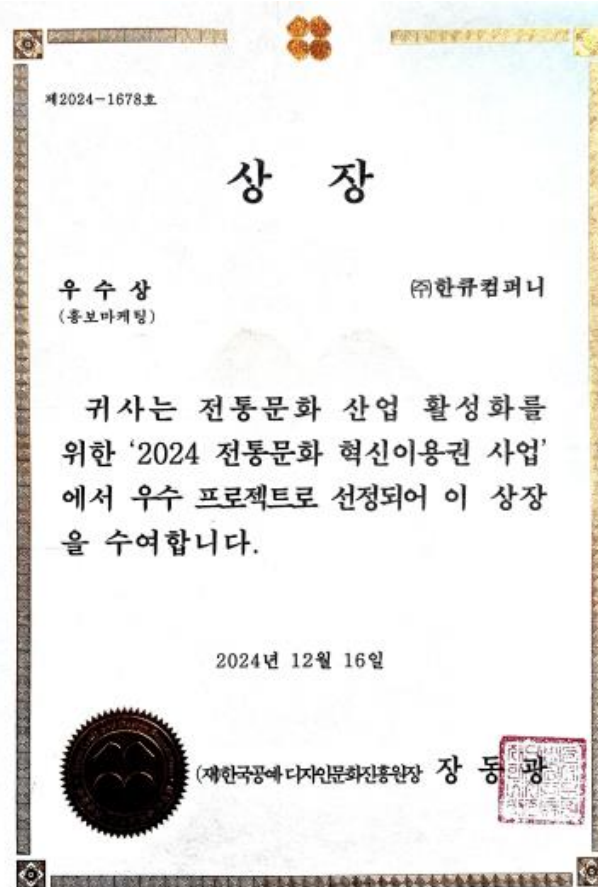 제2024-1678호
상 장
우 수 상
㈜한큐컴퍼니
(홍보마케팅)
귀사는 전통문화 산업 활성화를
위한 ‘2024 전통문화 혁신이용권 사업’
에서 우수 프로젝트로 선정되어 이 상장
을 수여합니다.
2024년 12월 16일
(재)한국공예·디자인문화진흥원장 장 동 광